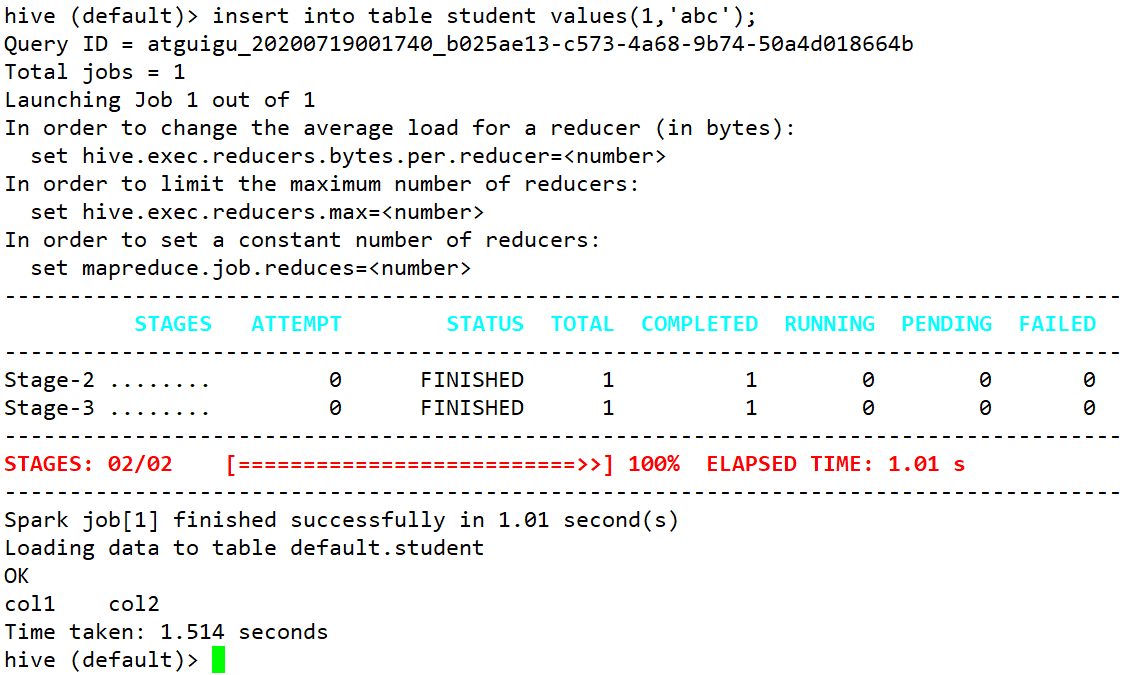 hive (default)> insert into table student values(1,'abc');
Query ID = atguigu_20200719001740_b025ae13-c573-4a68-9b74-50a4d018664b
Total jobs = 1
Launching Job 1 out of 1
In order to change the average load for a reducer (in bytes):
  set hive.exec.reducers.bytes.per.reducer=<number>
In order to limit the maximum number of reducers:
  set hive.exec.reducers.max=<number>
In order to set a constant number of reducers:
  set mapreduce.job.reduces=<number>
--------------------------------------------------------------------------------------
          STAGES   ATTEMPT        STATUS  TOTAL  COMPLETED  RUNNING  PENDING  FAILED
--------------------------------------------------------------------------------------
Stage-2 ........         0      FINISHED      1          1        0        0       0
Stage-3 ........         0      FINISHED      1          1        0        0       0
--------------------------------------------------------------------------------------
STAGES: 02/02    [==========================>>] 100%  ELAPSED TIME: 1.01 s
--------------------------------------------------------------------------------------
Spark job[1] finished successfully in 1.01 second(s)
Loading data to table default.student
OK
col1    col2
Time taken: 1.514 seconds
hive (default)>